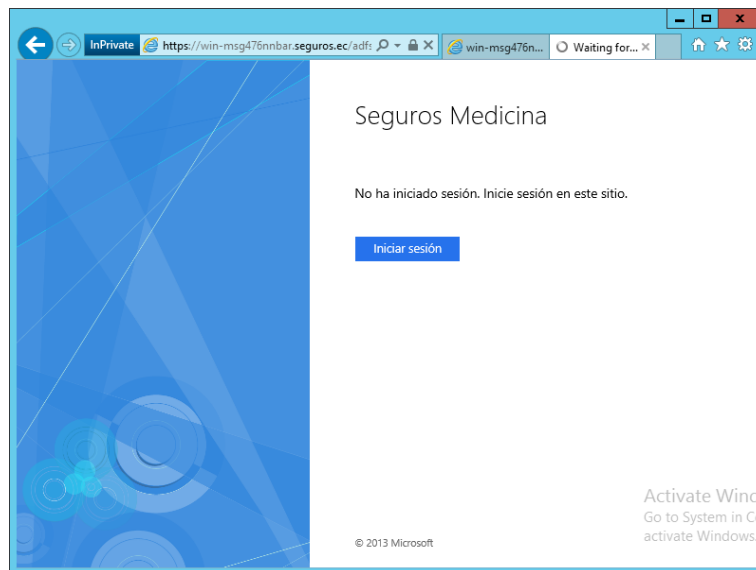 InPrivate https://win-msg476nnbar.seguros.ec/adfs win-msg476n... Waiting for...
Seguros Medicina
No ha iniciado sesión. Inicie sesión en este sitio.
Iniciar sesión
Activate Wind
Go to System in Co
activate Windows.
© 2013 Microsoft